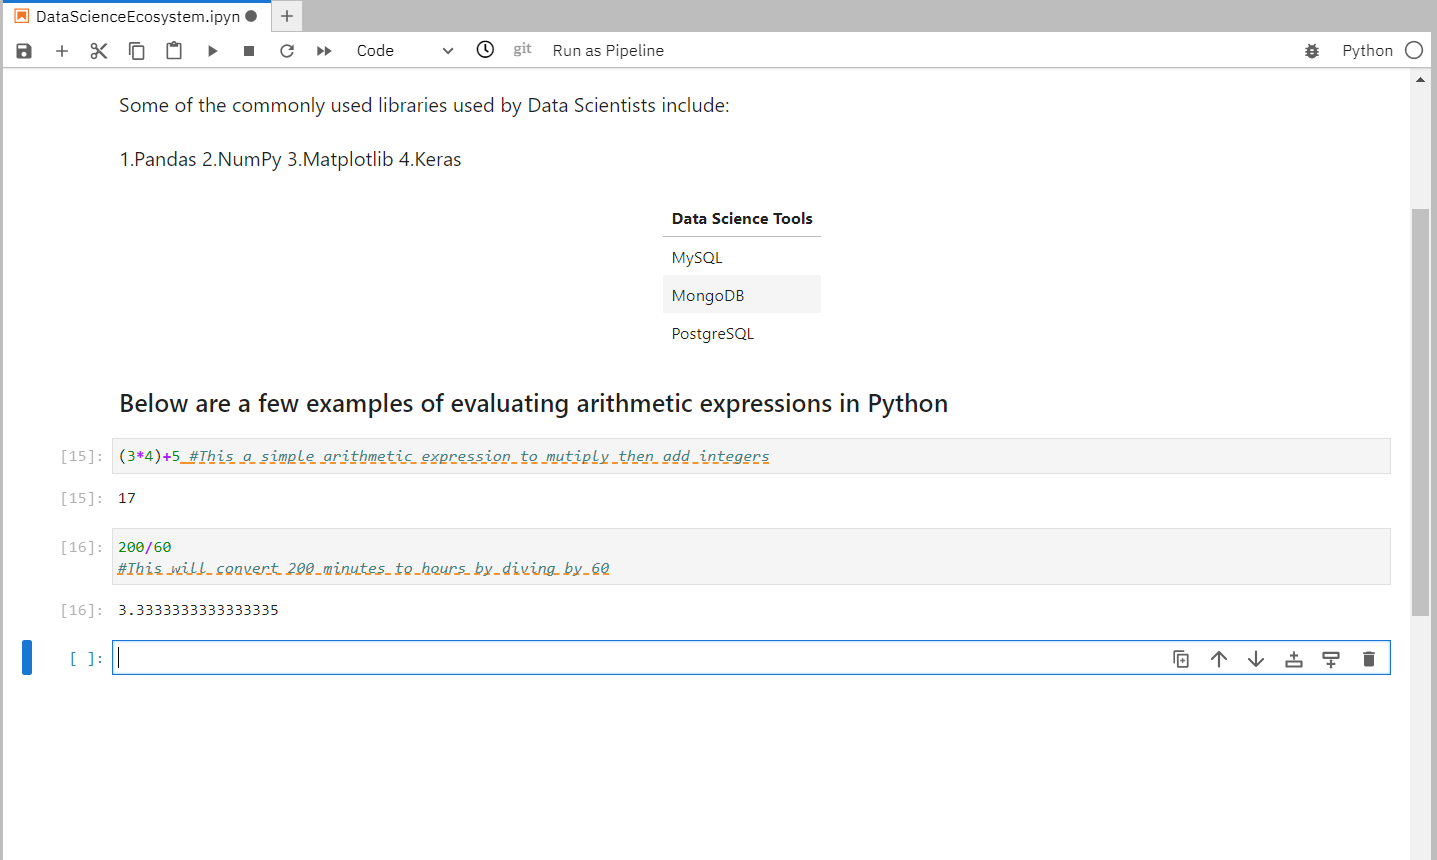 DataScienceEcosystem.ipyn
Code git Run as Pipeline Python
Some of the commonly used libraries used by Data Scientists include:
1.Pandas 2.NumPy 3.Matplotlib 4.Keras
Data Science Tools
MySQL
MongoDB
PostgreSQL
Below are a few examples of evaluating arithmetic expressions in Python
[15]: (3*4)+5 #This a simple arithmetic expression to mutiply then add integers
[15]: 17
[16]: 200/60
#This will convert 200 minutes to hours by diving by 60
[16]: 3.3333333333333335
[ ]: